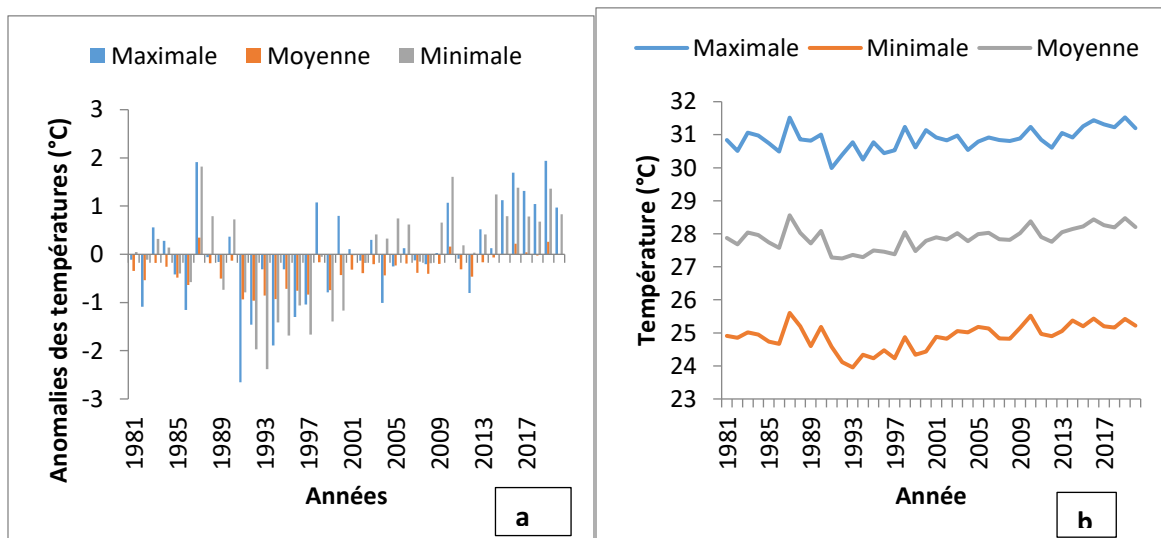 Maximale Moyenne Minimale
Anomalies des températures (°C)
3
2
1
0
-1
-2
-3
1981 1985 1989 1993 1997 2001 2005 2009 2013 2017
Années
a
Maximale Minimale Moyenne
Température (°C)
32
31
30
29
28
27
26
25
24
23
1981 1985 1989 1993 1997 2001 2005 2009 2013 2017
Année
b